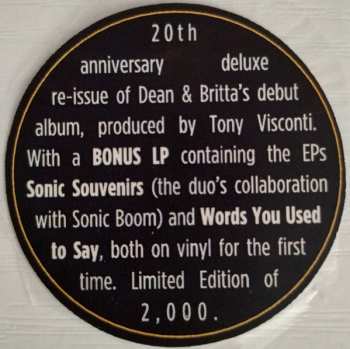 20th
anniversary deluxe
re-issue of Dean & Britta's debut
album, produced by Tony Visconti.
With a BONUS LP containing the EPs
Sonic Souvenirs (the duo's collaboration
with Sonic Boom) and Words You Used
to Say, both on vinyl for the first
time. Limited Edition of
2,000.